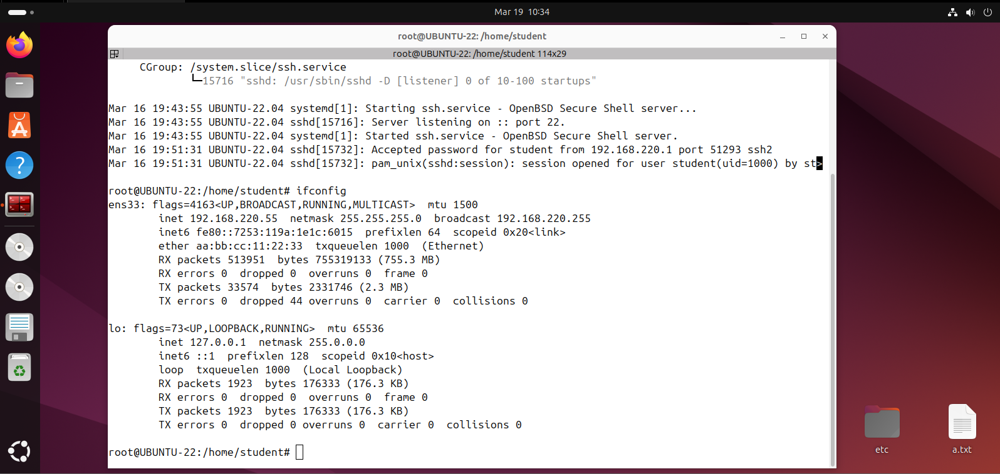 Mar 19 10:34
root@UBUNTU-22: /home/student
root@UBUNTU-22: /home/student 114x29
CGroup: /system.slice/ssh.service
└─15716 "sshd: /usr/sbin/sshd -D [listener] 0 of 10-100 startups"
Mar 16 19:43:55 UBUNTU-22.04 systemd[1]: Starting ssh.service - OpenBSD Secure Shell server...
Mar 16 19:43:55 UBUNTU-22.04 sshd[15716]: Server listening on :: port 22.
Mar 16 19:43:55 UBUNTU-22.04 systemd[1]: Started ssh.service - OpenBSD Secure Shell server.
Mar 16 19:51:31 UBUNTU-22.04 sshd[15732]: Accepted password for student from 192.168.220.1 port 51293 ssh2
Mar 16 19:51:31 UBUNTU-22.04 sshd[15732]: pam_unix(sshd:session): session opened for user student(uid=1000) by st>
root@UBUNTU-22:/home/student# ifconfig
ens33: flags=4163<UP,BROADCAST,RUNNING,MULTICAST>  mtu 1500
inet 192.168.220.55  netmask 255.255.255.0  broadcast 192.168.220.255
inet6 fe80::7253:119a:1e1c:6015  prefixlen 64  scopeid 0x20<link>
ether aa:bb:cc:11:22:33  txqueuelen 1000  (Ethernet)
RX packets 513951  bytes 755319133 (755.3 MB)
RX errors 0  dropped 0  overruns 0  frame 0
TX packets 33574  bytes 2331746 (2.3 MB)
TX errors 0  dropped 44 overruns 0  carrier 0  collisions 0
lo: flags=73<UP,LOOPBACK,RUNNING>  mtu 65536
inet 127.0.0.1  netmask 255.0.0.0
inet6 ::1  prefixlen 128  scopeid 0x10<host>
loop  txqueuelen 1000  (Local Loopback)
RX packets 1923  bytes 176333 (176.3 KB)
RX errors 0  dropped 0  overruns 0  frame 0
TX packets 1923  bytes 176333 (176.3 KB)
TX errors 0  dropped 0 overruns 0  carrier 0  collisions 0
root@UBUNTU-22:/home/student#
etc
a.txt